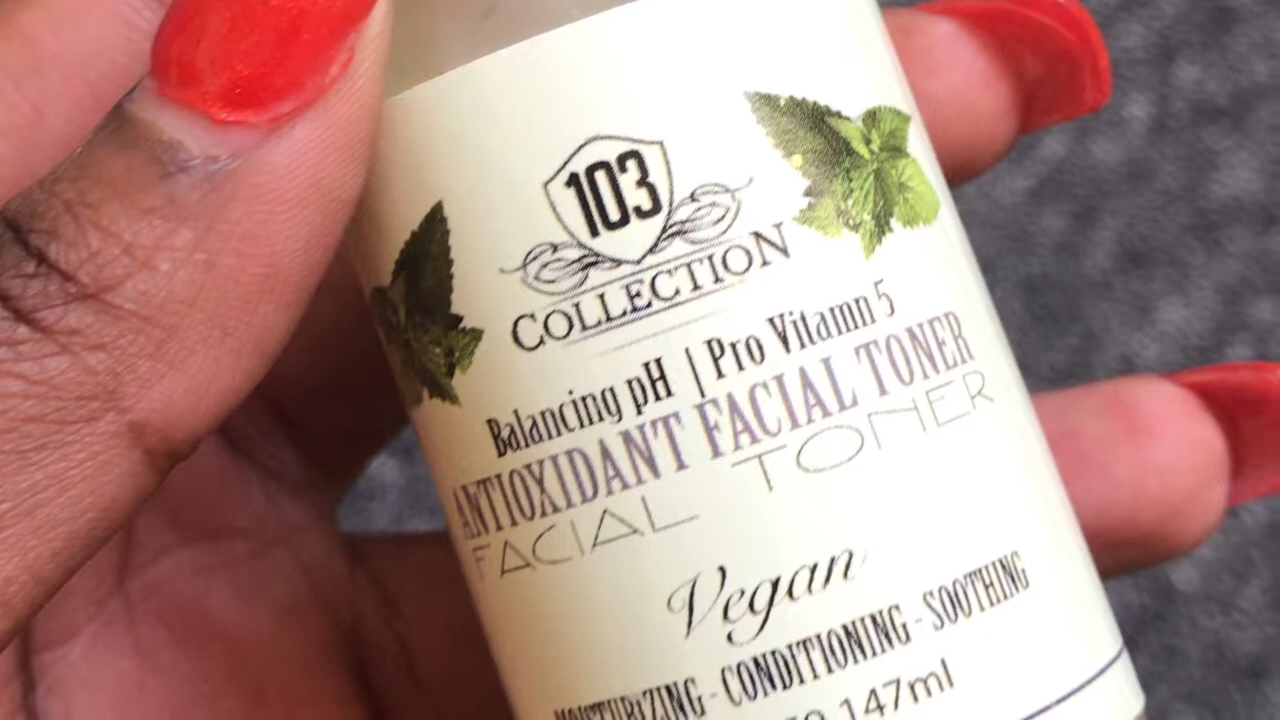 103
COLLECTION
Balancing pH | Pro Vitamn 5
ANTIOXIDANT FACIAL TONER
FACIAL TONER
Vegan
MOISTURIZING - CONDITIONING - SOOTHING
147ml